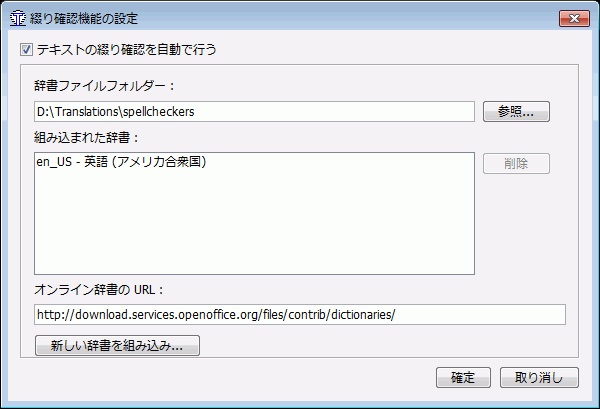 綴り確認機能の設定
テキストの綴り確認を自動で行う
辞書ファイルフォルダー：
D:\Translations\spellcheckers
参照...
組み込まれた辞書：
en_US - 英語 (アメリカ合衆国)
削除
オンライン辞書の URL：
http://download.services.openoffice.org/files/contrib/dictionaries/
新しい辞書を組み込み...
確定
取り消し